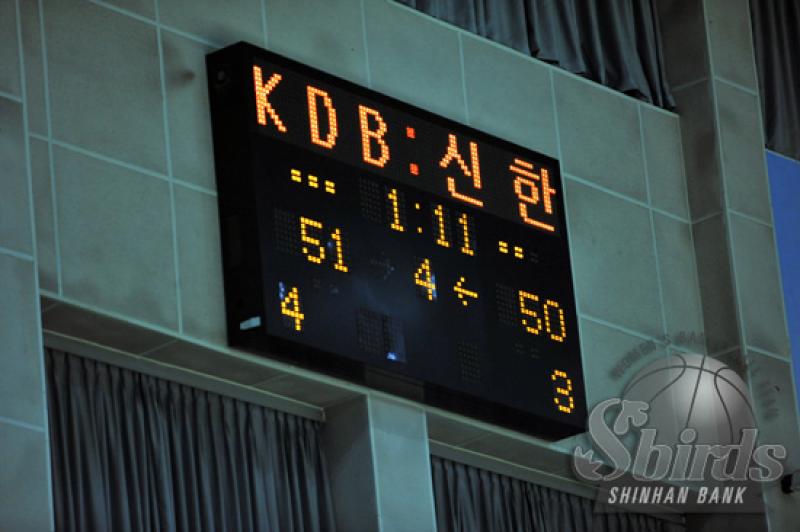 KDB:신한
1:11
51 4 ← 50
4 3
Sbirds
SHINHAN BANK